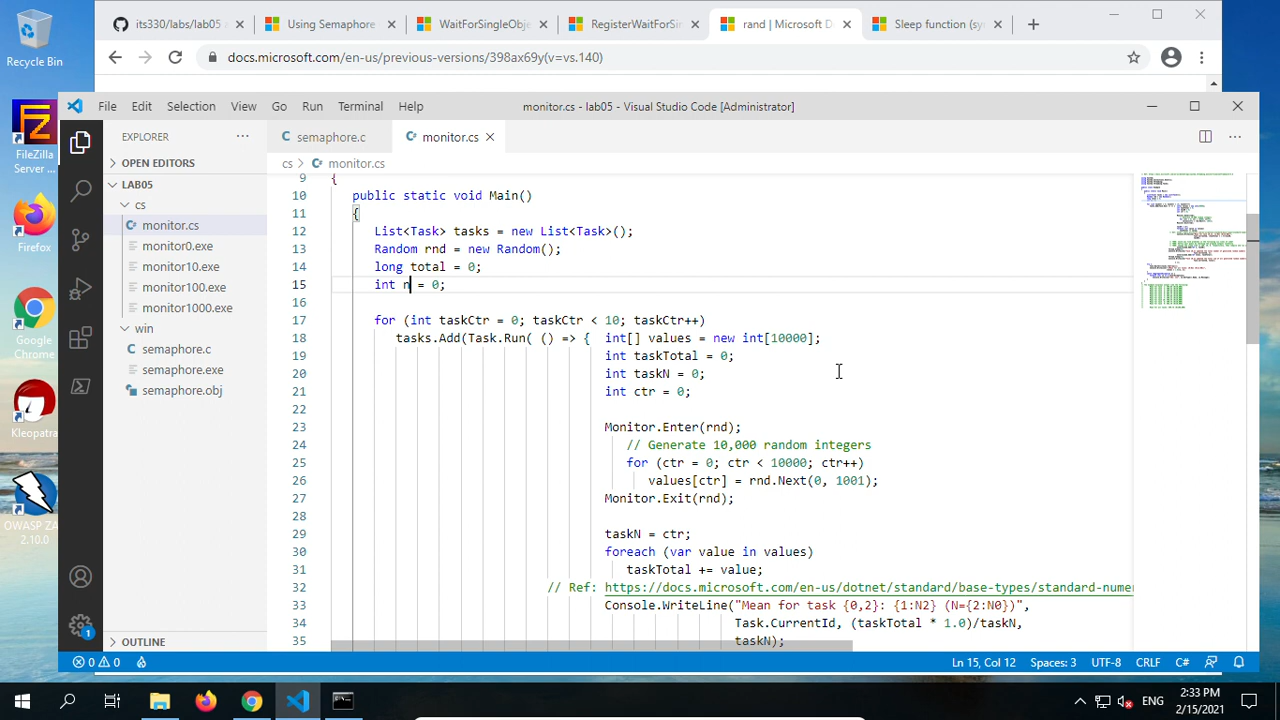 Recycle Bin
FileZilla
Server ...
Firefox
Google
Chrome
Kleopatra
OWASP ZA...
2.10.0
its330/labs/lab05 a
Using Semaphore
WaitForSingleObje
RegisterWaitForSin
rand | Microsoft D
Sleep function (syn
docs.microsoft.com/en-us/previous-versions/398ax69y(v=vs.140)
File Edit Selection View Go Run Terminal Help
monitor.cs - lab05 - Visual Studio Code [Administrator]
EXPLORER
OPEN EDITORS
LAB05
cs
monitor.cs
monitor0.exe
monitor10.exe
monitor100.exe
monitor1000.exe
win
semaphore.c
semaphore.exe
semaphore.obj
OUTLINE
semaphore.c
monitor.cs
cs > monitor.cs
9 {
10 public static void Main()
11 {
12 List<Task> tasks = new List<Task>();
13 Random rnd = new Random();
14 long total = 0;
15 int n = 0;
16
17 for (int taskCtr = 0; taskCtr < 10; taskCtr++)
18 tasks.Add(Task.Run( () => { int[] values = new int[10000];
19 int taskTotal = 0;
20 int taskN = 0;
21 int ctr = 0;
22
23 Monitor.Enter(rnd);
24 // Generate 10,000 random integers
25 for (ctr = 0; ctr < 10000; ctr++)
26 values[ctr] = rnd.Next(0, 1001);
27 Monitor.Exit(rnd);
28
29 taskN = ctr;
30 foreach (var value in values)
31 taskTotal += value;
32 // Ref: https://docs.microsoft.com/en-us/dotnet/standard/base-types/standard-numer
33 Console.WriteLine("Mean for task {0,2}: {1:N2} (N={2:N0})",
34 Task.CurrentId, (taskTotal * 1.0)/taskN,
35 taskN);
1
0 0
Ln 15, Col 12 Spaces: 3 UTF-8 CRLF C#
ENG
2:33 PM
2/15/2021